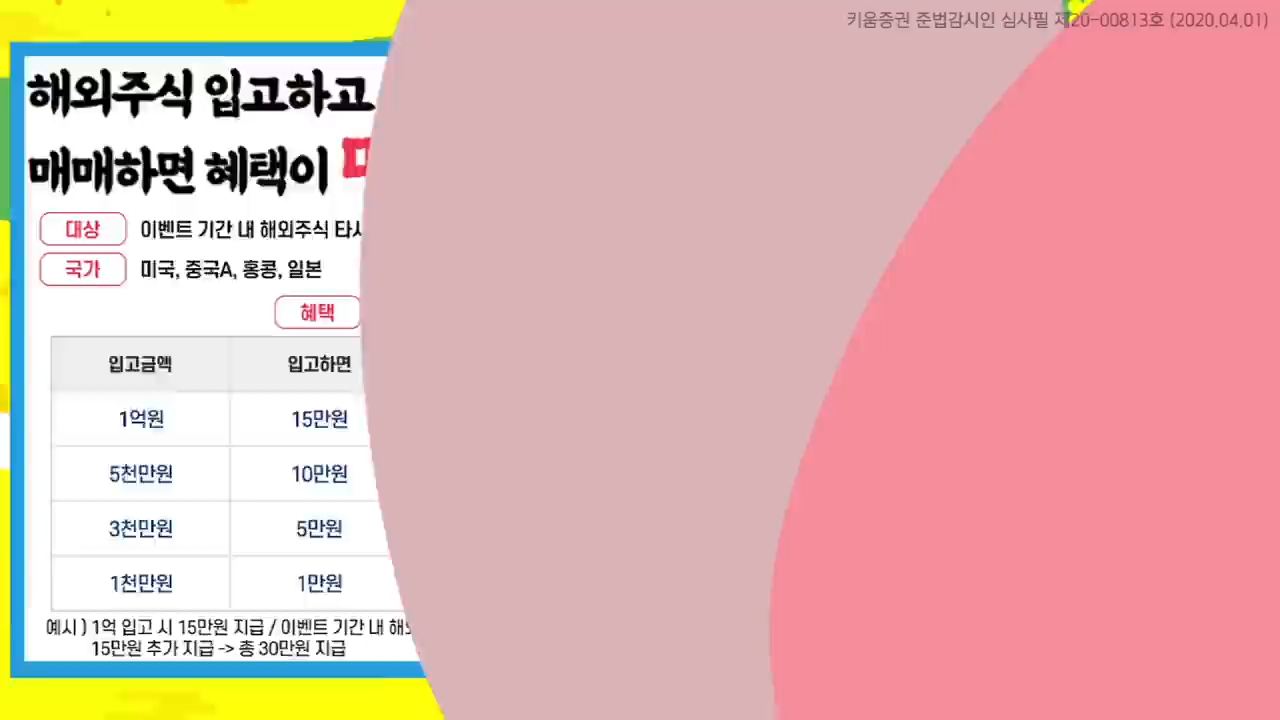 키움증권 준법감시인 심사필 제20-00813호 (2020.04.01)
해외주식 입고하고
매매하면 혜택이
대상 이벤트 기간 내 해외주식
국가 미국, 중국A, 홍콩, 일본
혜택
입고금액 입고하면
1억원 15만원
5천만원 10만원
3천만원 5만원
1천만원 1만원
예시 ) 1억 입고 시 15만원 지급 / 이벤트 기간 내
15만원 추가 지급 -> 총 30만원 지급